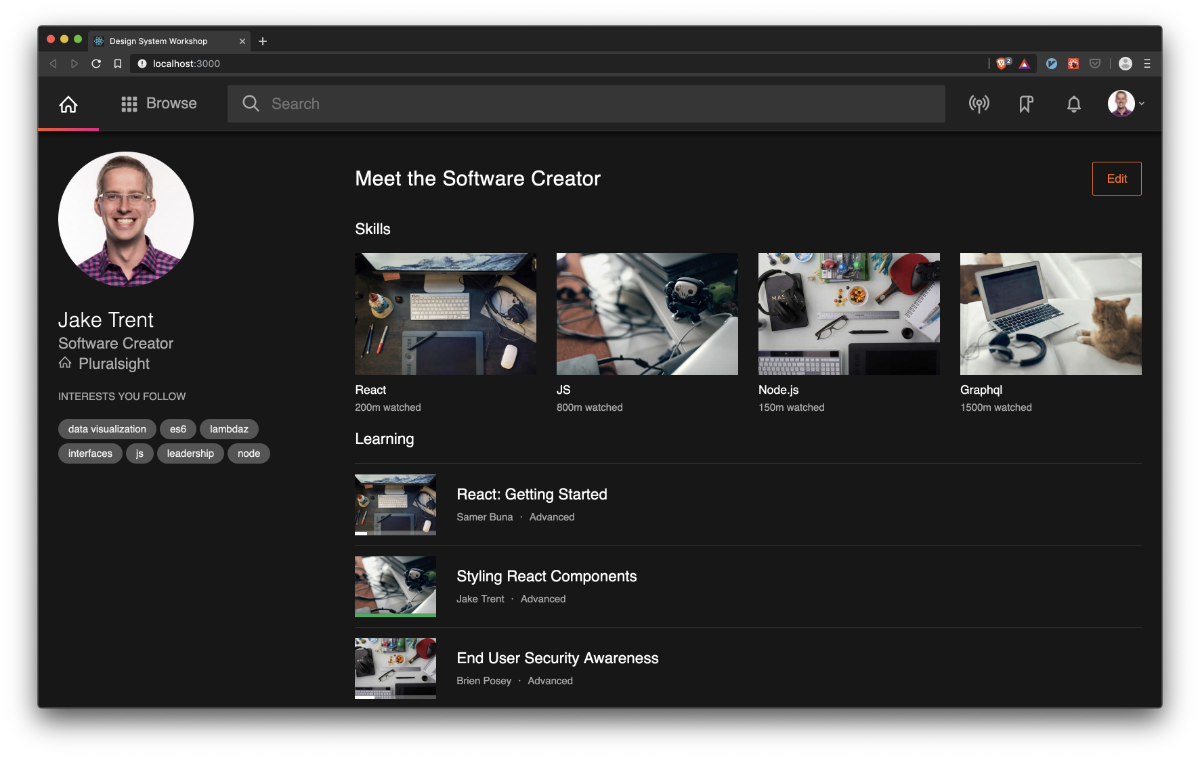 Design System Workshop
localhost:3000
2
Browse
Search
Jake Trent
Software Creator
Pluralsight
INTERESTS YOU FOLLOW
data visualization
es6
lambdaz
interfaces
js
leadership
node
Meet the Software Creator
Edit
Skills
React
200m watched
JS
800m watched
Node.js
150m watched
Graphql
1500m watched
Learning
React: Getting Started
Samer Buna · Advanced
Styling React Components
Jake Trent · Advanced
End User Security Awareness
Brien Posey · Advanced